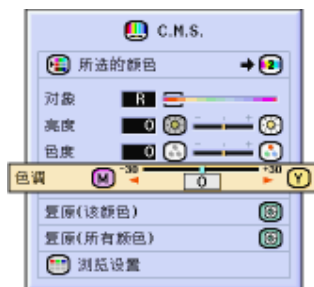 C.M.S.
所选的颜色 2
对象 R
亮度 0 - +
色度 0 - +
色调 M -30 0 +30 Y
复原(该颜色)
复原(所有颜色)
浏览设置